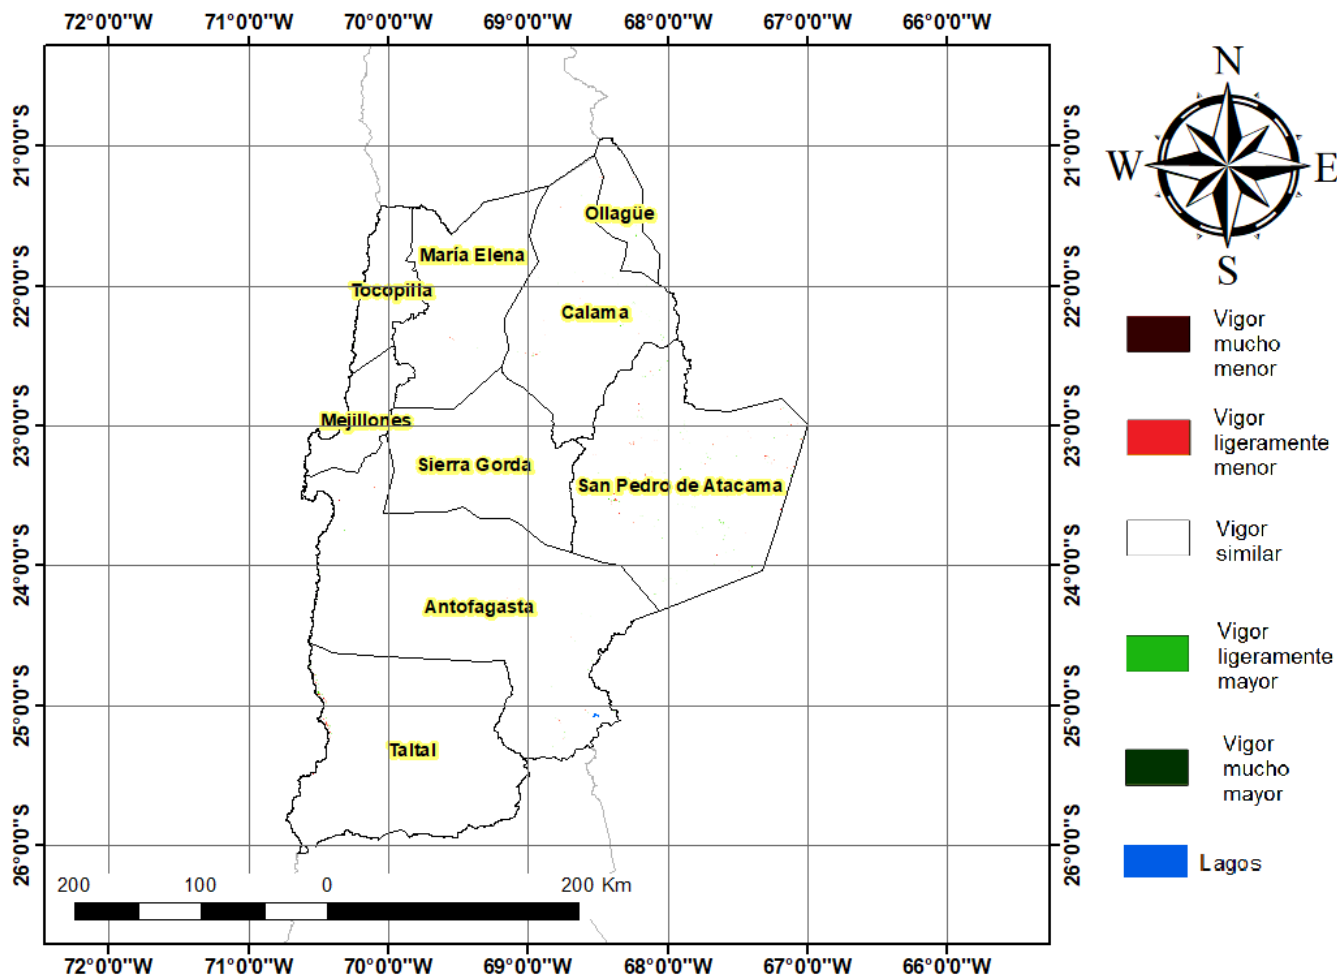 72°0'0"W 71°0'0"W 70°0'0"W 69°0'0"W 68°0'0"W 67°0'0"W 66°0'0"W
N
W E
S
21°0'0"S 21°0'0"S
22°0'0"S 22°0'0"S
23°0'0"S 23°0'0"S
24°0'0"S 24°0'0"S
25°0'0"S 25°0'0"S
26°0'0"S 26°0'0"S
Ollagüe
María Elena
Tocopilla
Calama
Mejillones
Sierra Gorda
San Pedro de Atacama
Antofagasta
Taltal
Vigor
mucho
menor
Vigor
ligeramente
menor
Vigor
similar
Vigor
ligeramente
mayor
Vigor
mucho
mayor
Lagos
200 100 0 200 Km
72°0'0"W 71°0'0"W 70°0'0"W 69°0'0"W 68°0'0"W 67°0'0"W 66°0'0"W